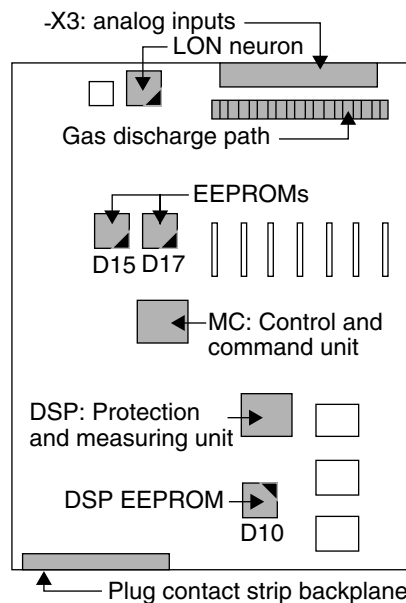 -X3: analog inputs
LON neuron
Gas discharge path
EEPROMs
D15 D17
MC: Control and
command unit
DSP: Protection
and measuring unit
DSP EEPROM
D10
Plug contact strip backplane